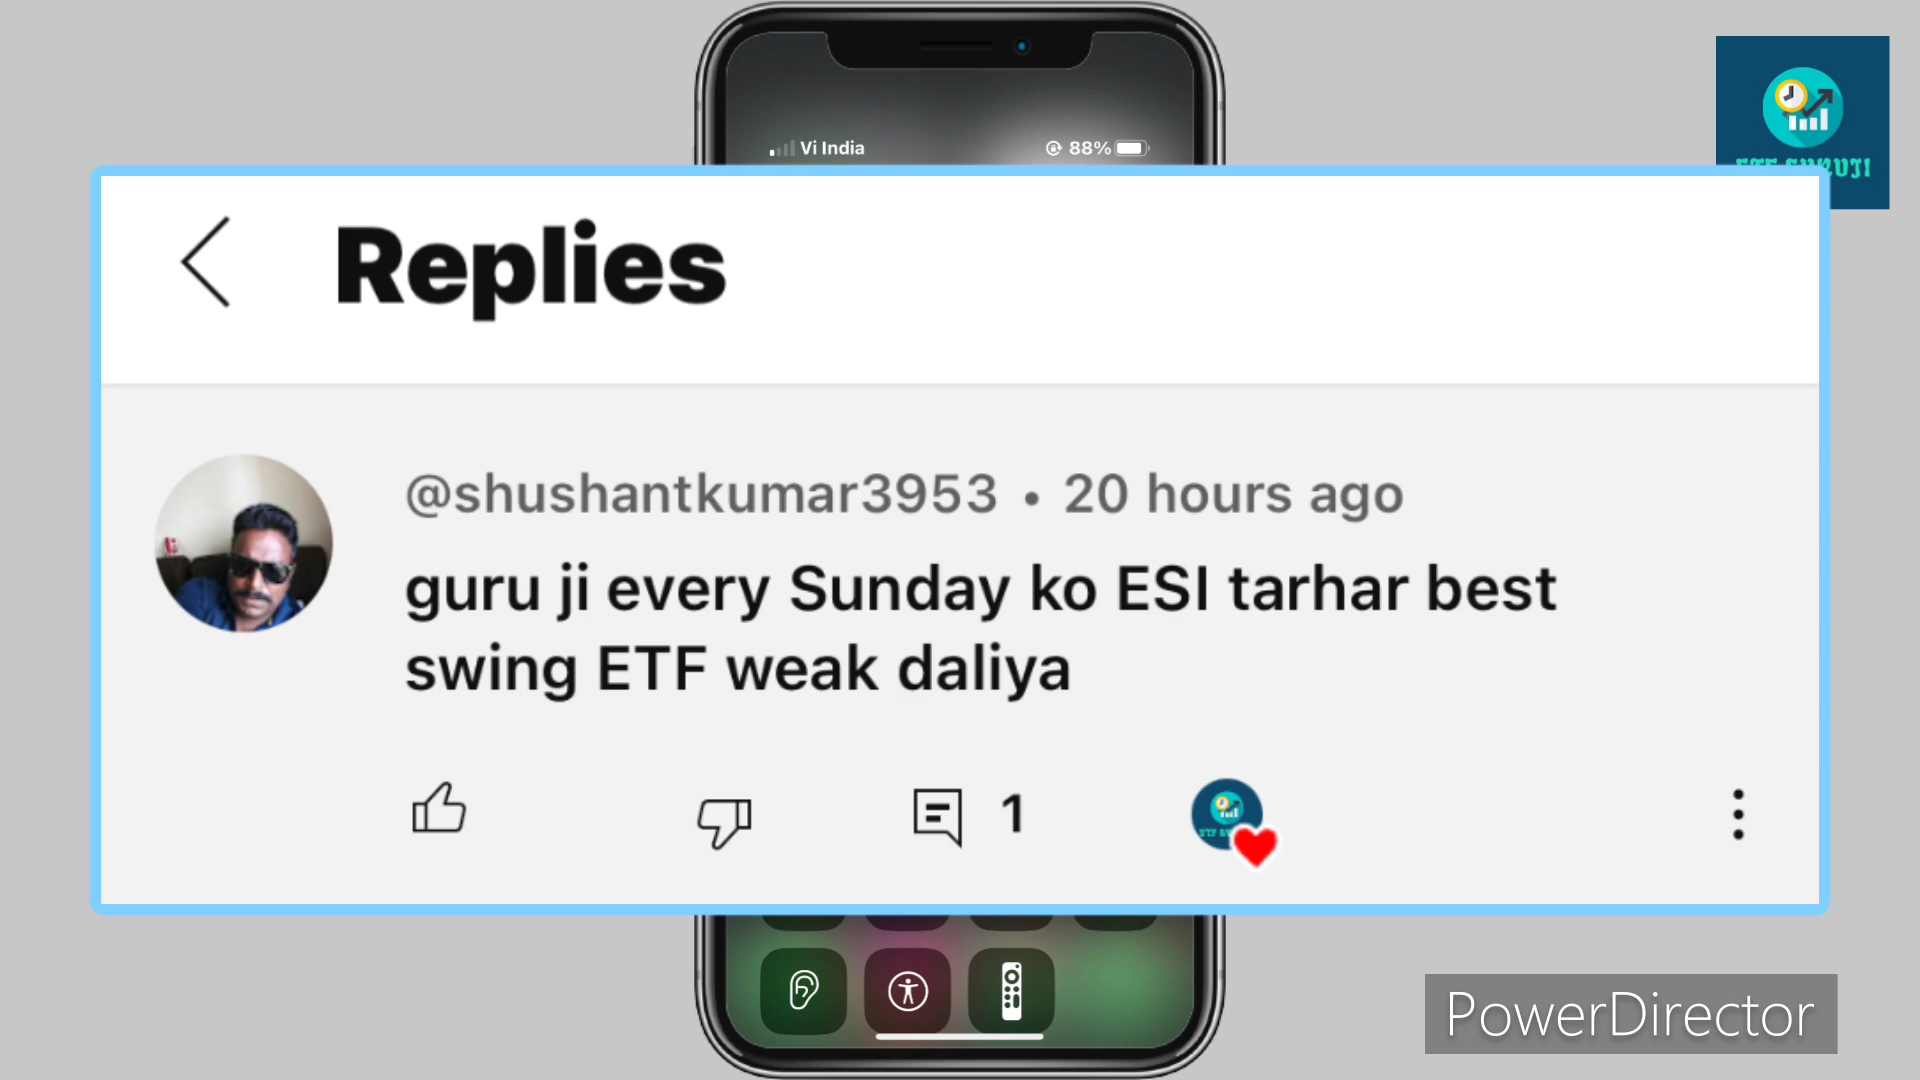 Vi India
88%
Replies
@shushantkumar3953 • 20 hours ago
guru ji every Sunday ko ESI tarhar best
swing ETF weak daliya
1
PowerDirector